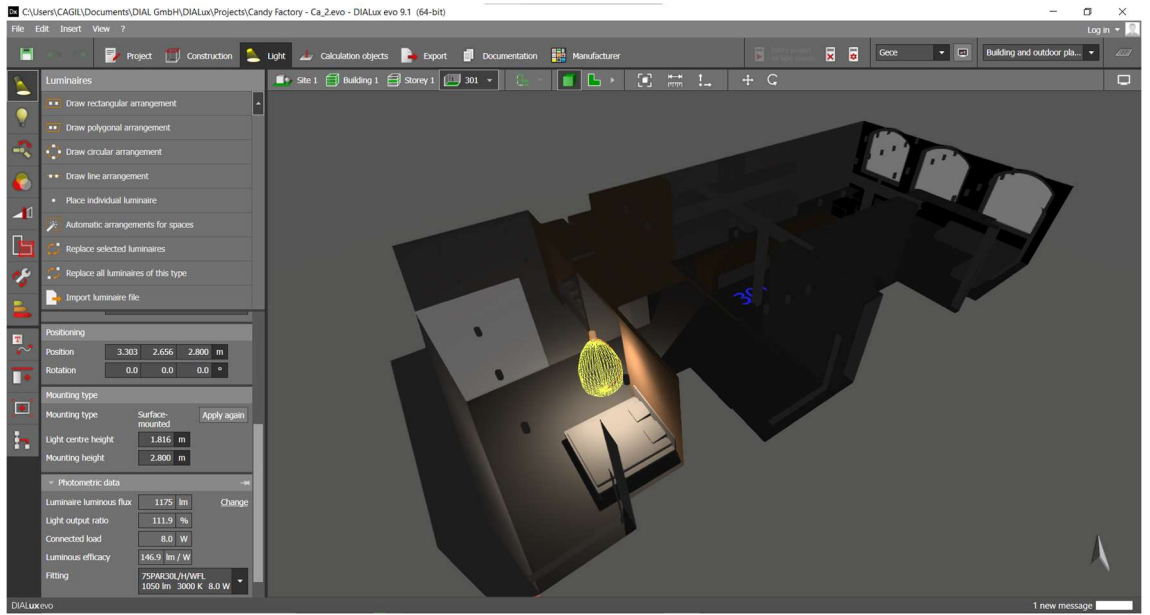 Dx C:\Users\CAGIL\Documents\DIAL GmbH\DIALux\Projects\Candy Factory - Ca_2.evo - DIALux evo 9.1 (64-bit)
File Edit Insert View ?
Log in
Project Construction Light Calculation objects Export Documentation Manufacturer
Gece
Building and outdoor pla...
Luminaires
Site 1 Building 1 Storey 1 301
Draw rectangular arrangement
Draw polygonal arrangement
Draw circular arrangement
Draw line arrangement
Place individual luminaire
Automatic arrangements for spaces
Replace selected luminaires
Replace all luminaires of this type
Import luminaire file
Positioning
Position 3.303 2.656 2.800 m
Rotation 0.0 0.0 0.0 °
Mounting type
Mounting type Surface-mounted Apply again
Light centre height 1.816 m
Mounting height 2.800 m
Photometric data
Luminaire luminous flux 1175 lm Change
Light output ratio 111.9 %
Connected load 8.0 W
Luminous efficacy 146.9 lm / W
Fitting 75PAR30L/H/WFL
1050 lm 3000 K 8.0 W
DIALux evo
1 new message